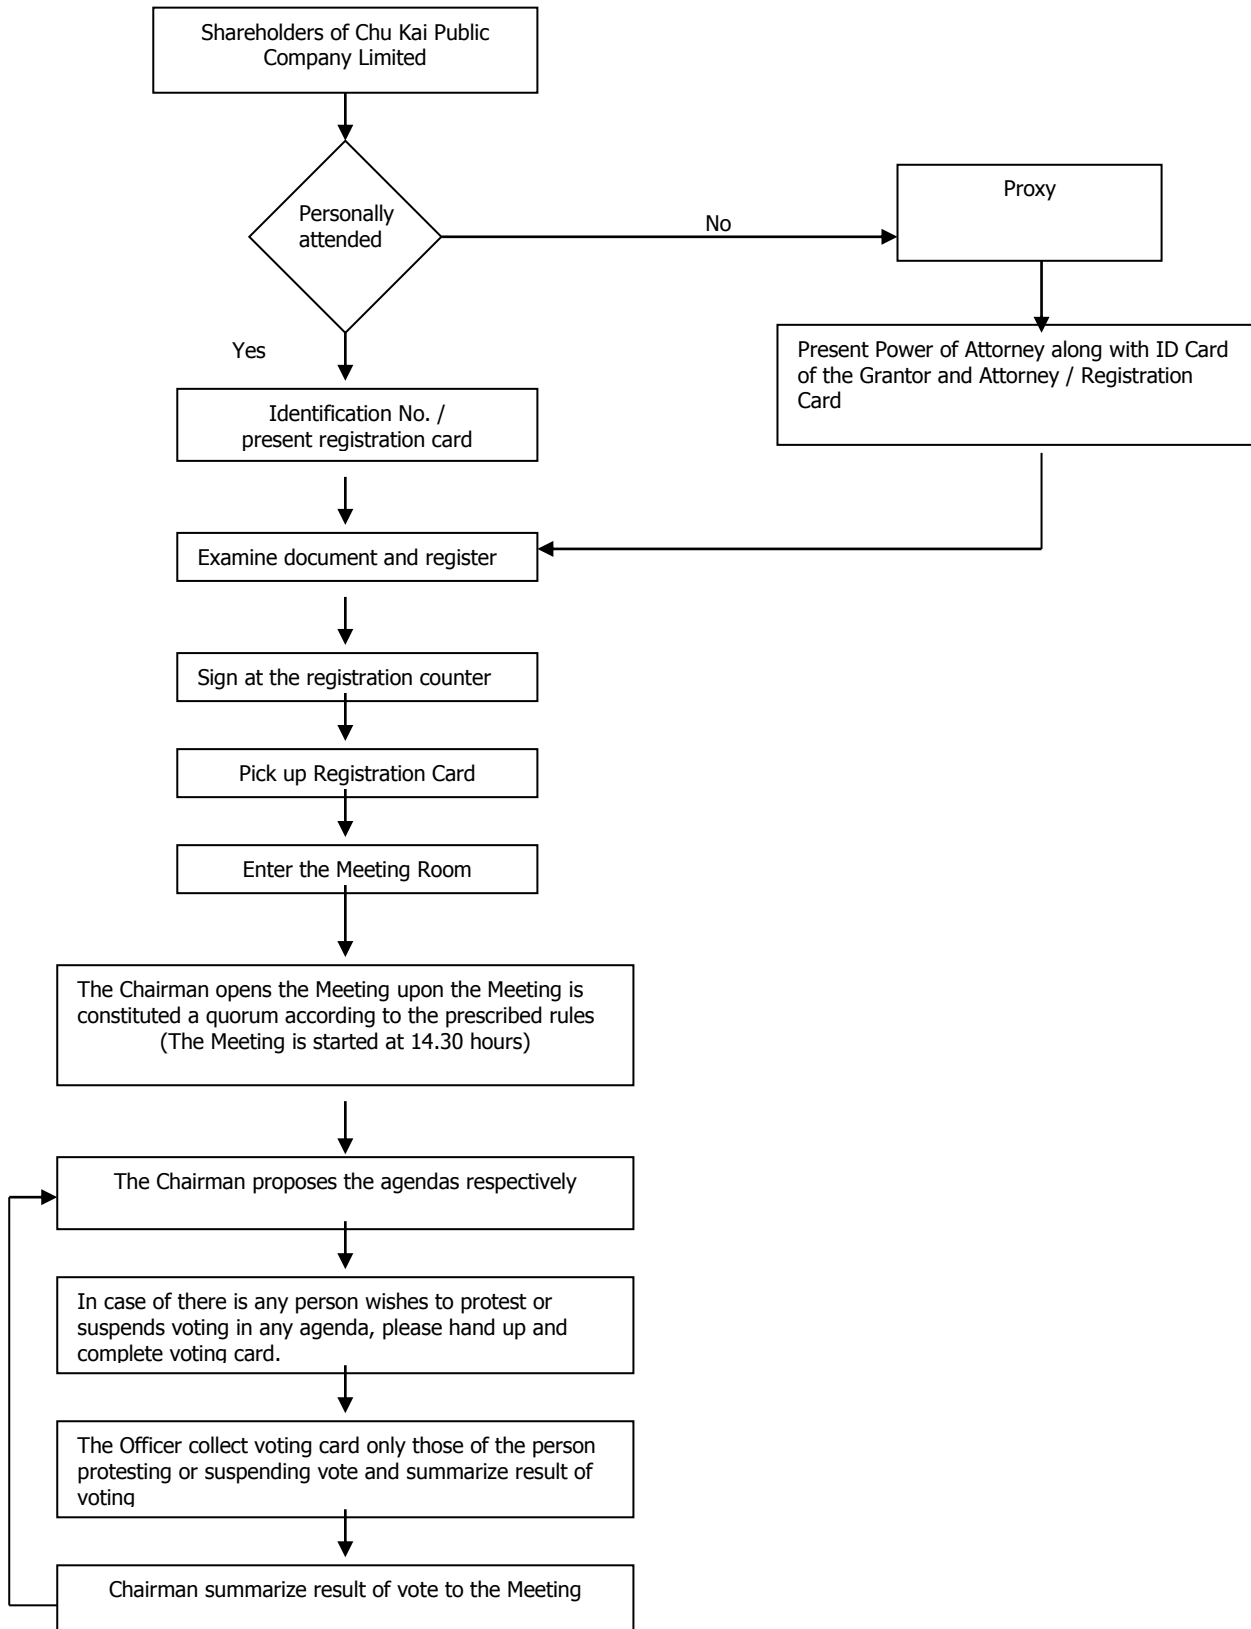 Shareholders of Chu Kai Public
Company Limited
Personally
attended
No
Proxy
Yes
Present Power of Attorney along with ID Card
of the Grantor and Attorney / Registration
Card
Identification No. /
present registration card
Examine document and register
Sign at the registration counter
Pick up Registration Card
Enter the Meeting Room
The Chairman opens the Meeting upon the Meeting is
constituted a quorum according to the prescribed rules
(The Meeting is started at 14.30 hours)
The Chairman proposes the agendas respectively
In case of there is any person wishes to protest or
suspends voting in any agenda, please hand up and
complete voting card.
The Officer collect voting card only those of the person
protesting or suspending vote and summarize result of
voting
Chairman summarize result of vote to the Meeting